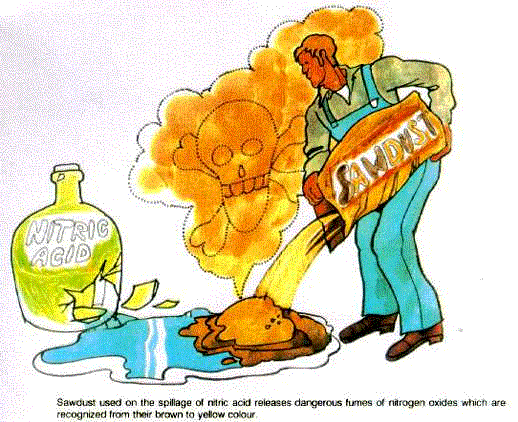 SAWDUST
NITRIC
ACID
Sawdust used on the spillage of nitric acid releases dangerous fumes of nitrogen oxides which are
recognized from their brown to yellow colour.